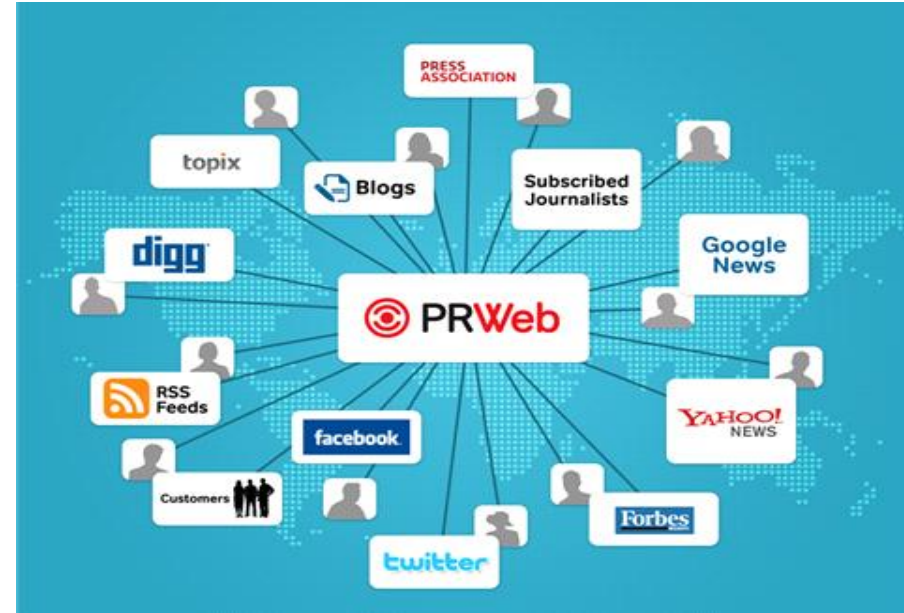 PRESS
ASSOCIATION
topix
Blogs
Subscribed
Journalists
digg
Google
News
PRWeb
RSS
Feeds
facebook
YAHOO!
NEWS
Customers
Forbes
twitter